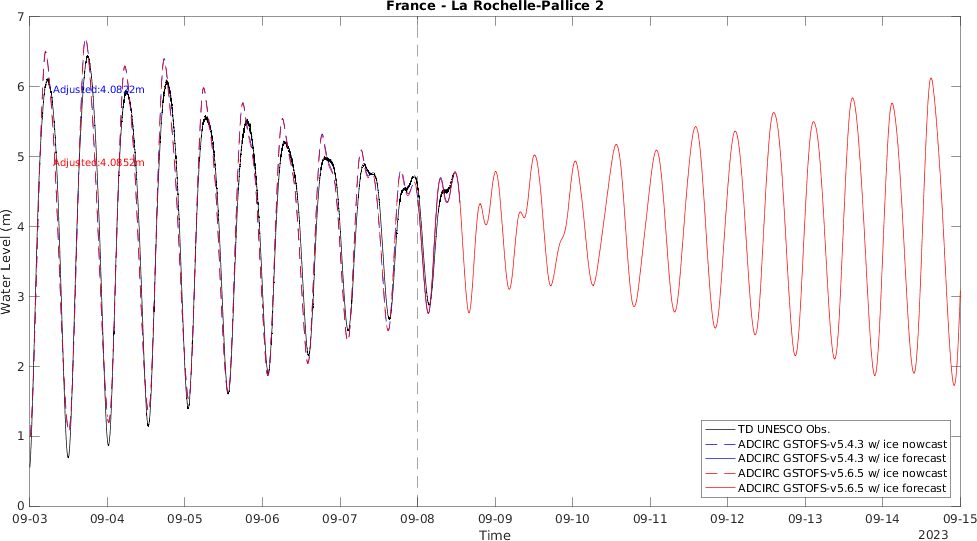 France - La Rochelle-Pallice 2
7
6
5
4
3
2
1
0
Water Level (m)
Adjusted:4.0822m
Adjusted:4.0852m
TD UNESCO Obs.
ADCIRC GSTOFS-v5.4.3 w/ ice nowcast
ADCIRC GSTOFS-v5.4.3 w/ ice forecast
ADCIRC GSTOFS-v5.6.5 w/ ice nowcast
ADCIRC GSTOFS-v5.6.5 w/ ice forecast
09-03 09-04 09-05 09-06 09-07 09-08 09-09 09-10 09-11 09-12 09-13 09-14 09-15
Time
2023